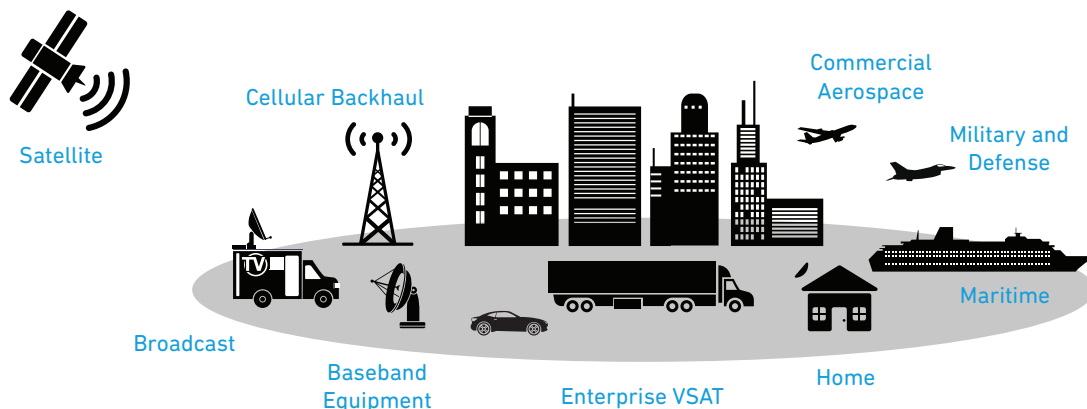 Commercial
Aerospace
Cellular Backhaul
Military and
Defense
Satellite
TV
Maritime
Broadcast
Baseband
Equipment
Home
Enterprise VSAT